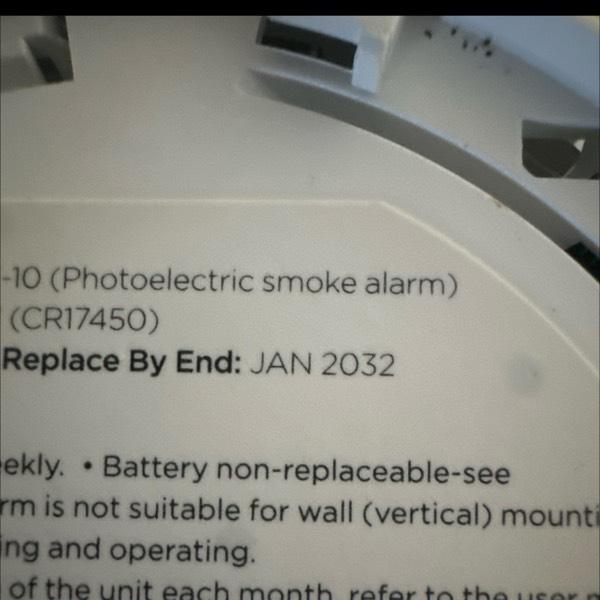 -10 (Photoelectric smoke alarm)
(CR17450)
Replace By End: JAN 2032
ekly. • Battery non-replaceable-see
rm is not suitable for wall (vertical) mounti
ing and operating.
of the unit each month, refer to the user